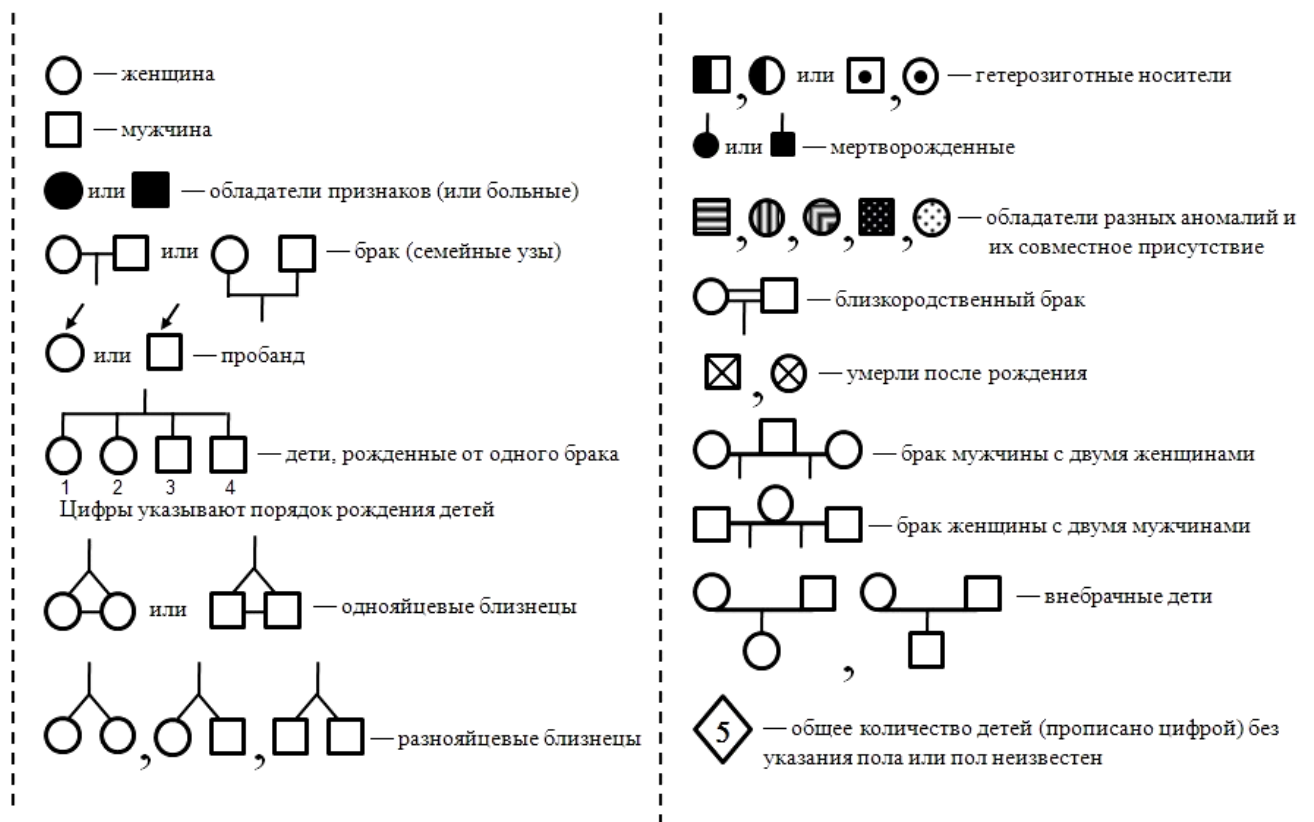 — женщина
— мужчина
или — обладатели признаков (или больные)
или — брак (семейные узы)
или — пробанд
— дети, рожденные от одного брака
1 2 3 4
Цифры указывают порядок рождения детей
или — однояйцевые близнецы
, , — разнояйцевые близнецы
, или , — гетерозиготные носители
или — мертворожденные
, , , , — обладатели разных аномалий и
их совместное присутствие
— близкородственный брак
, — умерли после рождения
— брак мужчины с двумя женщинами
— брак женщины с двумя мужчинами
, — внебрачные дети
5 — общее количество детей (прописано цифрой) без
указания пола или пол неизвестен